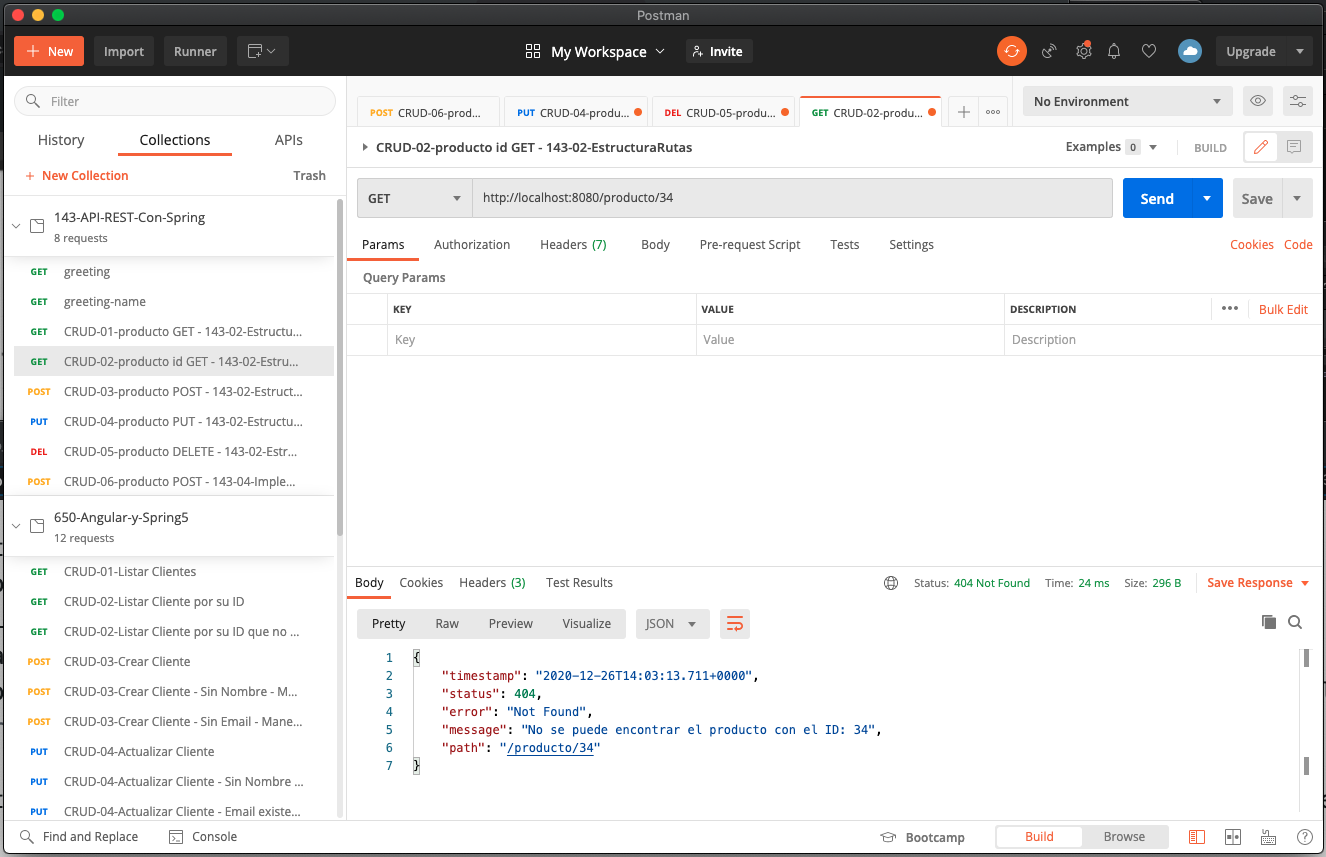 Postman
New
Import
Runner
My Workspace
Invite
Upgrade
Filter
History
Collections
APIs
+ New Collection
Trash
143-API-REST-Con-Spring
8 requests
GET greeting
GET greeting-name
GET CRUD-01-producto GET - 143-02-Estructu...
GET CRUD-02-producto id GET - 143-02-Estru...
POST CRUD-03-producto POST - 143-02-Estruct...
PUT CRUD-04-producto PUT - 143-02-Estructu...
DEL CRUD-05-producto DELETE - 143-02-Estr...
POST CRUD-06-producto POST - 143-04-Imple...
650-Angular-y-Spring5
12 requests
GET CRUD-01-Listar Clientes
GET CRUD-02-Listar Cliente por su ID
GET CRUD-02-Listar Cliente por su ID que no ...
POST CRUD-03-Crear Cliente
POST CRUD-03-Crear Cliente - Sin Nombre - M...
POST CRUD-03-Crear Cliente - Sin Email - Mane...
PUT CRUD-04-Actualizar Cliente
PUT CRUD-04-Actualizar Cliente - Sin Nombre ...
PUT CRUD-04-Actualizar Cliente - Email existe...
POST CRUD-06-prod...
PUT CRUD-04-produ...
DEL CRUD-05-produ...
GET CRUD-02-produ...
No Environment
CRUD-02-producto id GET - 143-02-EstructuraRutas
Examples 0
BUILD
GET
http://localhost:8080/producto/34
Send
Save
Params
Authorization
Headers (7)
Body
Pre-request Script
Tests
Settings
Cookies
Code
Query Params
KEY
VALUE
DESCRIPTION
Bulk Edit
Key
Value
Description
Body
Cookies
Headers (3)
Test Results
Status: 404 Not Found
Time: 24 ms
Size: 296 B
Save Response
Pretty
Raw
Preview
Visualize
JSON
1 {
2 "timestamp": "2020-12-26T14:03:13.711+0000",
3 "status": 404,
4 "error": "Not Found",
5 "message": "No se puede encontrar el producto con el ID: 34",
6 "path": "/producto/34"
7 }
Find and Replace
Console
Bootcamp
Build
Browse